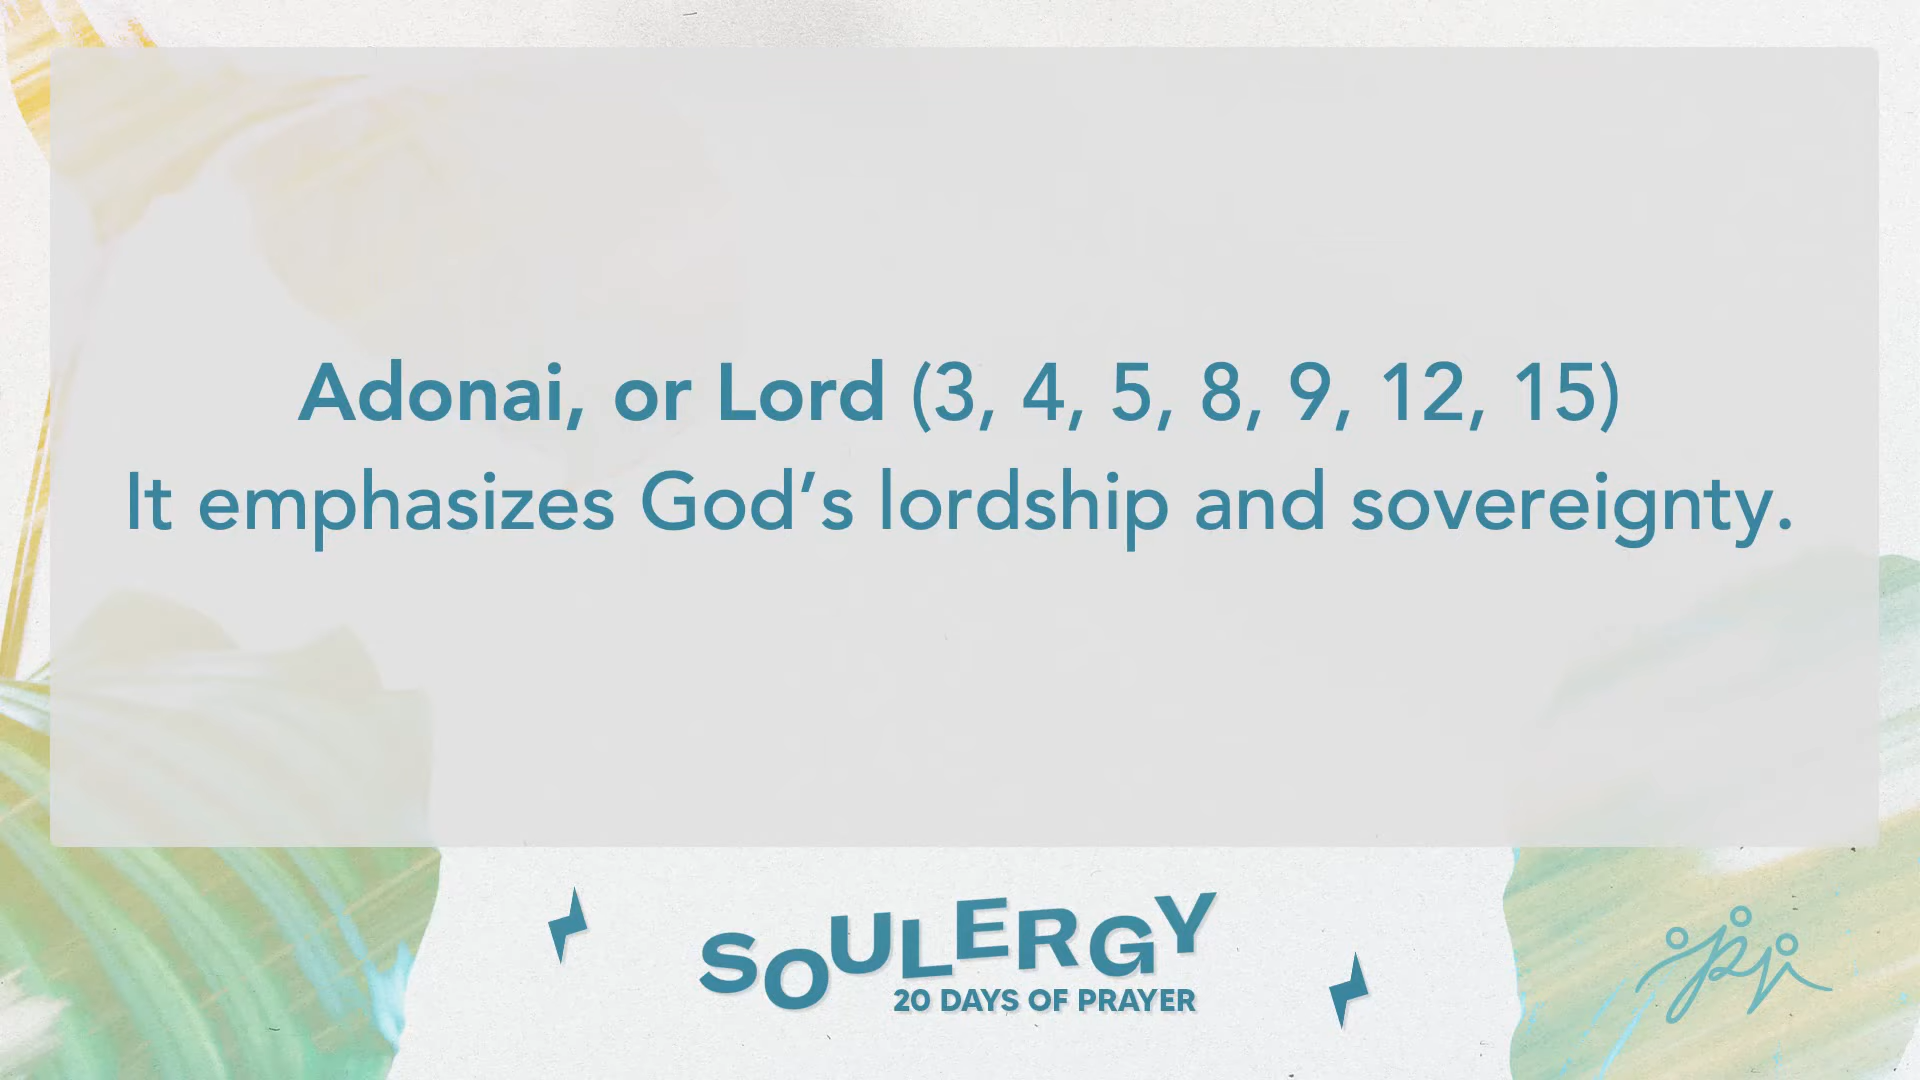 Adonai, or Lord (3, 4, 5, 8, 9, 12, 15)
It emphasizes God’s lordship and sovereignty.
SOULERGY
20 DAYS OF PRAYER